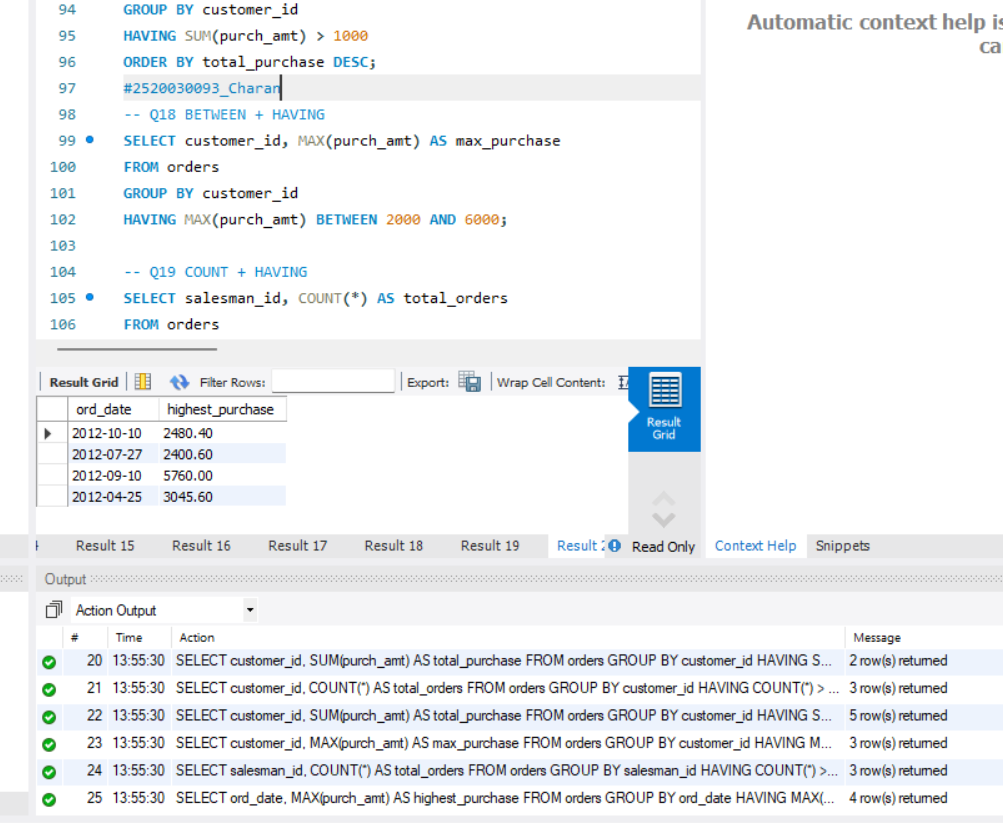 94 GROUP BY customer_id
95 HAVING SUM(purch_amt) > 1000
96 ORDER BY total_purchase DESC;
97 #2520030093_Charan
98 -- Q18 BETWEEN + HAVING
99 SELECT customer_id, MAX(purch_amt) AS max_purchase
100 FROM orders
101 GROUP BY customer_id
102 HAVING MAX(purch_amt) BETWEEN 2000 AND 6000;
103
104 -- Q19 COUNT + HAVING
105 SELECT salesman_id, COUNT(*) AS total_orders
106 FROM orders
Automatic context help is
ca
Result Grid Filter Rows: Export: Wrap Cell Content:
ord_date highest_purchase
2012-10-10 2480.40
2012-07-27 2400.60
2012-09-10 5760.00
2012-04-25 3045.60
Result
Grid
Result 15 Result 16 Result 17 Result 18 Result 19 Result Read Only Context Help Snippets
Output
Action Output
# Time Action Message
20 13:55:30 SELECT customer_id, SUM(purch_amt) AS total_purchase FROM orders GROUP BY customer_id HAVING S... 2 row(s) returned
21 13:55:30 SELECT customer_id, COUNT(*) AS total_orders FROM orders GROUP BY customer_id HAVING COUNT(*) > ... 3 row(s) returned
22 13:55:30 SELECT customer_id, SUM(purch_amt) AS total_purchase FROM orders GROUP BY customer_id HAVING S... 5 row(s) returned
23 13:55:30 SELECT customer_id, MAX(purch_amt) AS max_purchase FROM orders GROUP BY customer_id HAVING M... 3 row(s) returned
24 13:55:30 SELECT salesman_id, COUNT(*) AS total_orders FROM orders GROUP BY salesman_id HAVING COUNT(*) >... 3 row(s) returned
25 13:55:30 SELECT ord_date, MAX(purch_amt) AS highest_purchase FROM orders GROUP BY ord_date HAVING MAX(... 4 row(s) returned